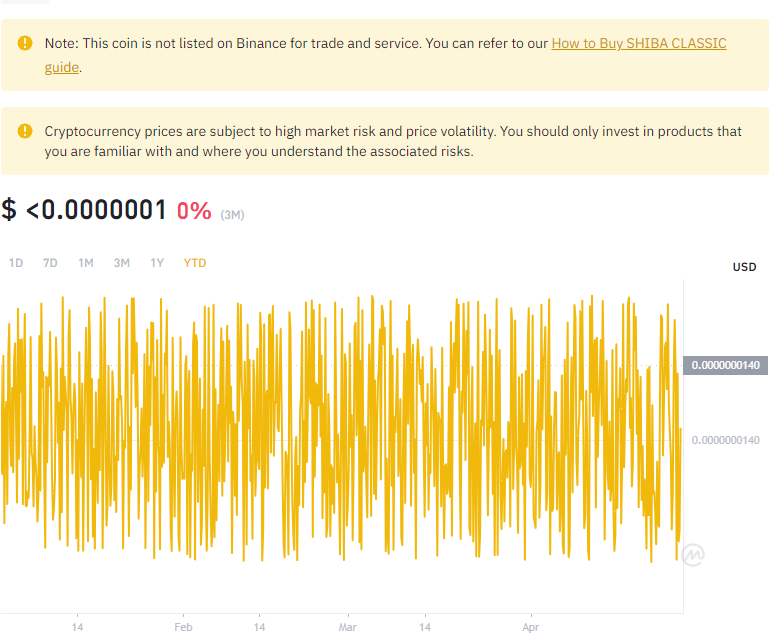 Note: This coin is not listed on Binance for trade and service. You can refer to our How to Buy SHIBA CLASSIC
guide.
Cryptocurrency prices are subject to high market risk and price volatility. You should only invest in products that
you are familiar with and where you understand the associated risks.
$ <0.0000001 0% (3M)
1D 7D 1M 3M 1Y YTD
USD
0.0000000140
0.0000000140
14 Feb 14 Mar 14 Apr